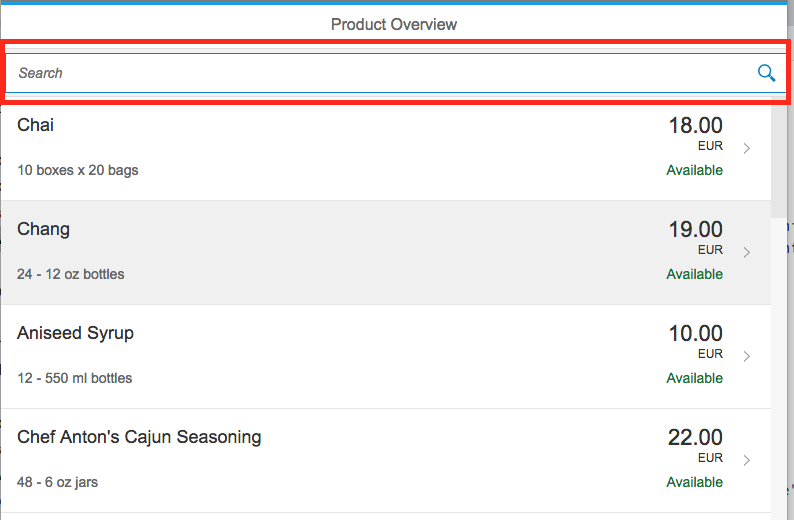 Product Overview
Search
Chai
18.00
EUR
10 boxes x 20 bags
Available
Chang
19.00
EUR
24 - 12 oz bottles
Available
Aniseed Syrup
10.00
EUR
12 - 550 ml bottles
Available
Chef Anton's Cajun Seasoning
22.00
EUR
48 - 6 oz jars
Available